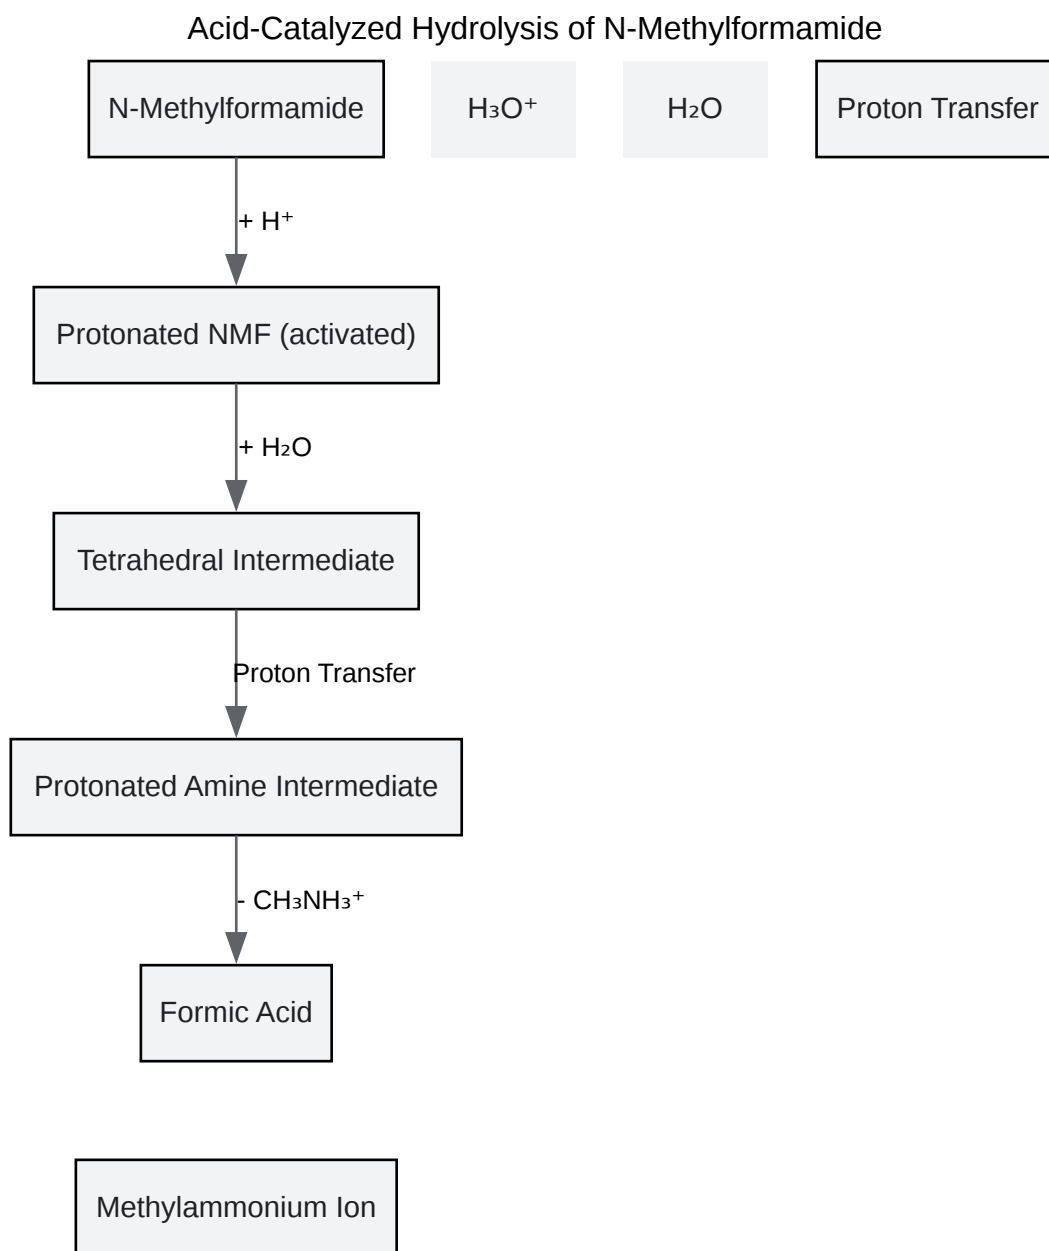 Acid-Catalyzed Hydrolysis of N-Methylformamide
N-Methylformamide
H₃O⁺
H₂O
Proton Transfer
+ H⁺
Protonated NMF (activated)
+ H₂O
Tetrahedral Intermediate
Proton Transfer
Protonated Amine Intermediate
- CH₃NH₃⁺
Formic Acid
Methylammonium Ion